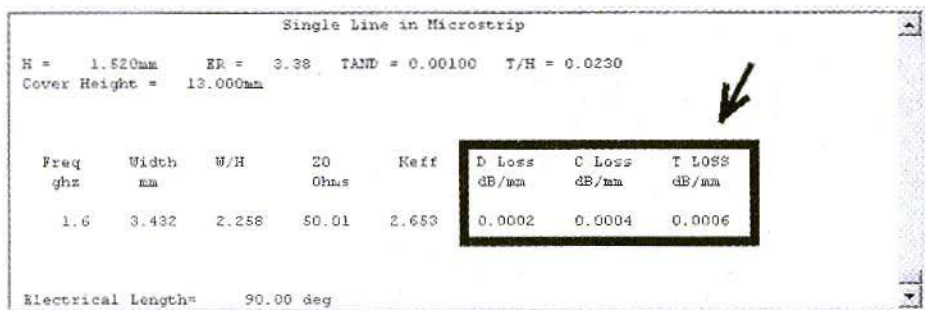 Single Line in Microstrip
H = 1.520mm ER = 3.38 TAND = 0.00100 T/H = 0.0230
Cover Height = 13.000mm
Freq Width W/H Z0 Keff D Loss C Loss T LOSS
ghz mm Ohms dB/mm dB/mm dB/mm
1.6 3.432 2.258 50.01 2.653 0.0002 0.0004 0.0006
Electrical Length= 90.00 deg